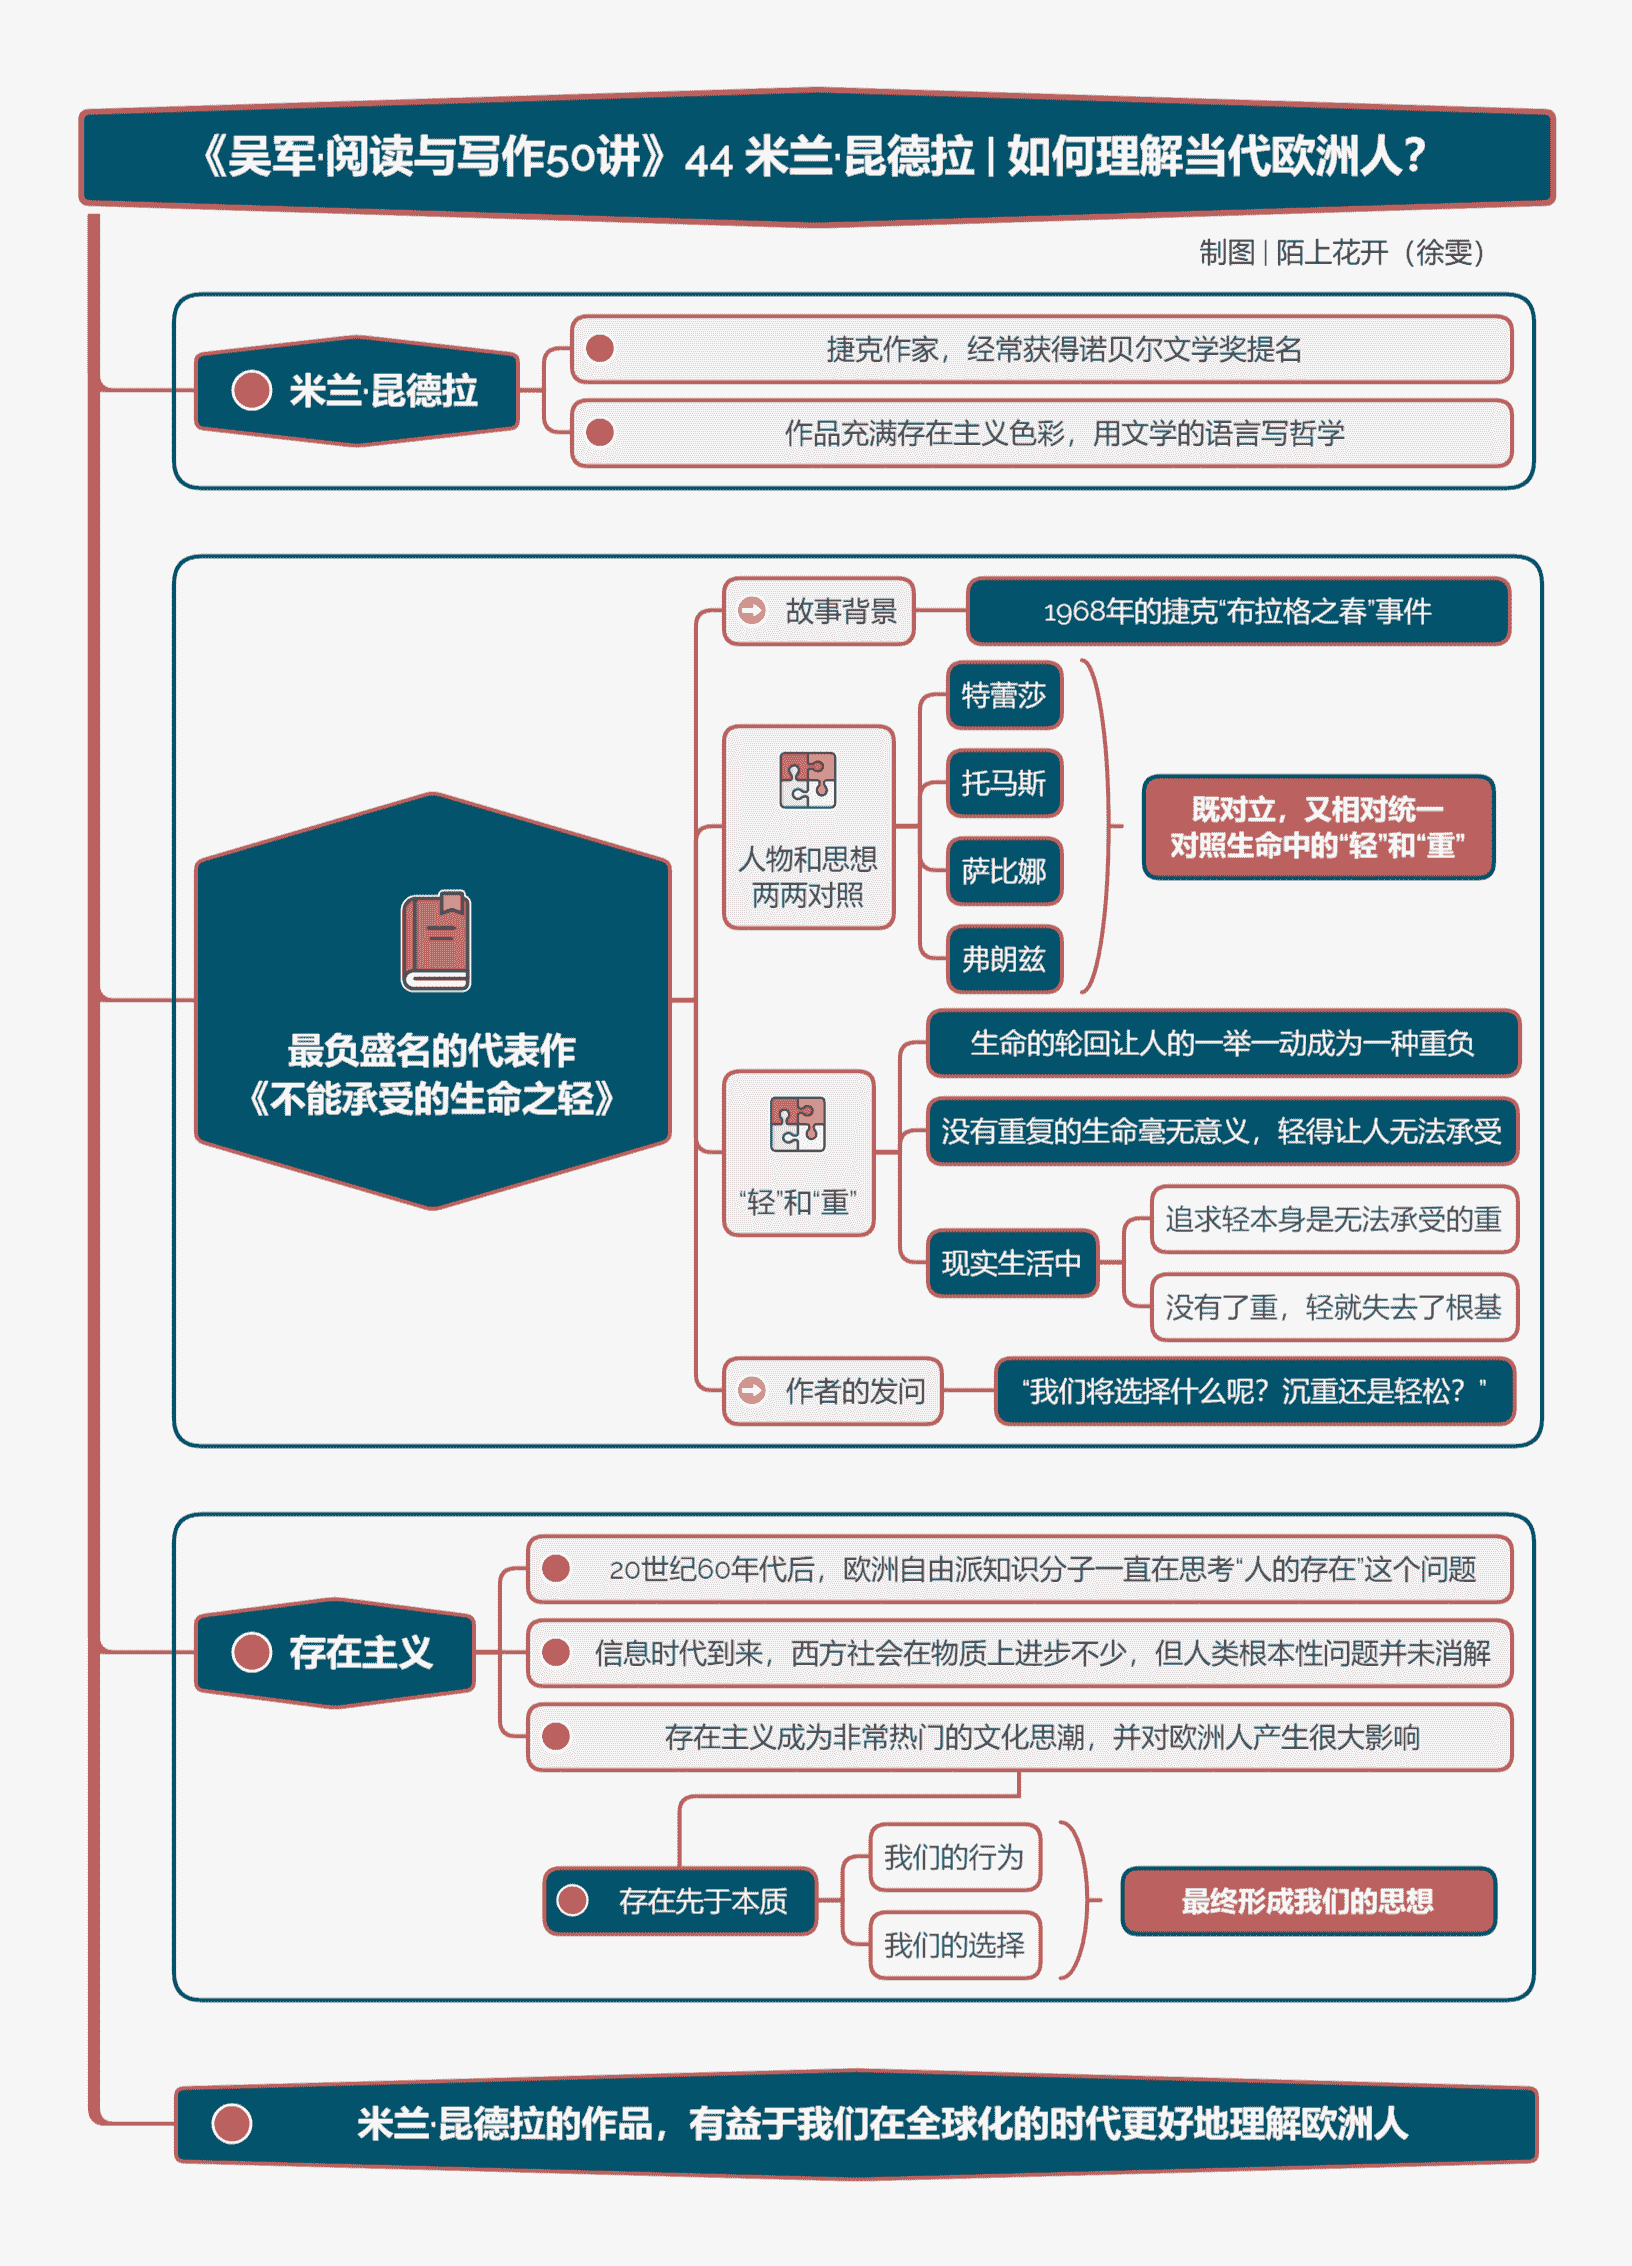 《吴军·阅读与写作50讲》44 米兰·昆德拉 | 如何理解当代欧洲人？
制图 | 陌上花开（徐雯）
米兰·昆德拉
捷克作家，经常获得诺贝尔文学奖提名
作品充满存在主义色彩，用文学的语言写哲学
最负盛名的代表作
《不能承受的生命之轻》
故事背景
1968年的捷克“布拉格之春”事件
人物和思想
两两对照
特蕾莎
托马斯
萨比娜
弗朗兹
既对立，又相对统一
对照生命中的“轻”和“重”
“轻”和“重”
生命的轮回让人的一举一动成为一种重负
没有重复的生命毫无意义，轻得让人无法承受
现实生活中
追求轻本身是无法承受的重
没有了重，轻就失去了根基
作者的发问
“我们将选择什么呢？沉重还是轻松？”
存在主义
20世纪60年代后，欧洲自由派知识分子一直在思考“人的存在”这个问题
信息时代到来，西方社会在物质上进步不少，但人类根本性问题并未消解
存在主义成为非常热门的文化思潮，并对欧洲人产生很大影响
存在先于本质
我们的行为
我们的选择
最终形成我们的思想
米兰·昆德拉的作品，有益于我们在全球化的时代更好地理解欧洲人